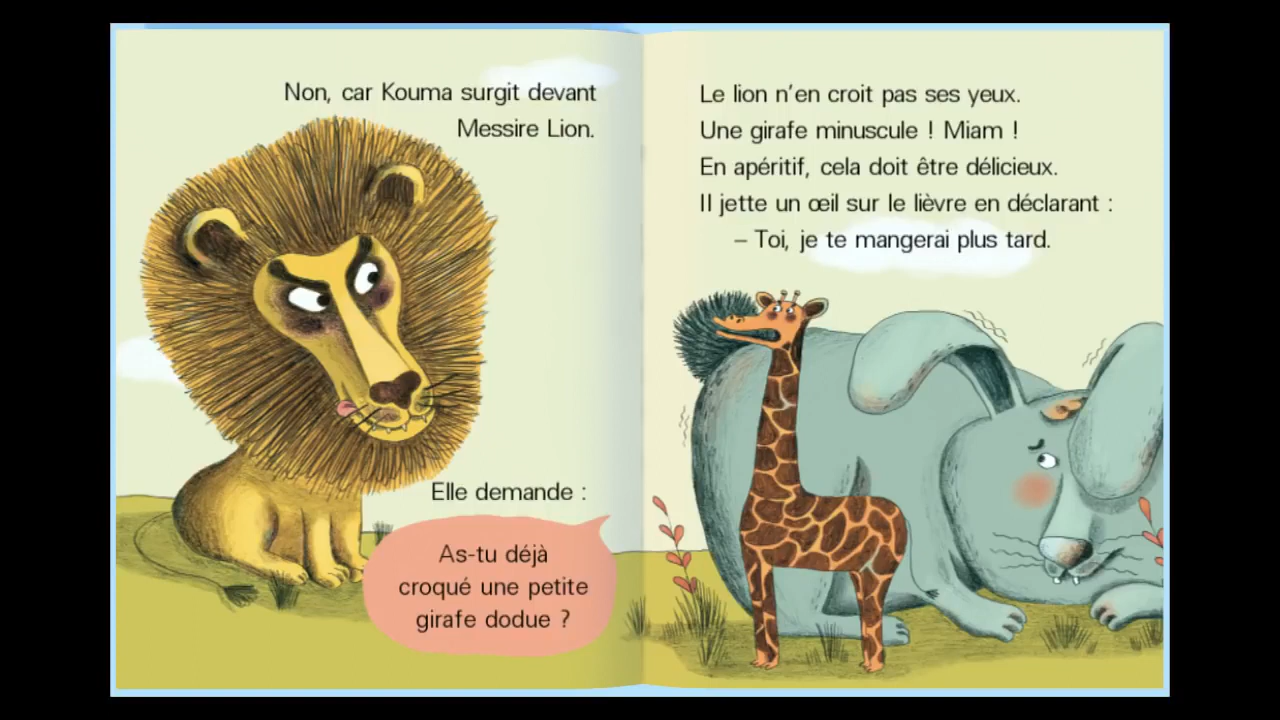 Non, car Kouma surgit devant
Messire Lion.
Elle demande :
As-tu déjà
croqué une petite
girafe dodue ?
Le lion n'en croit pas ses yeux.
Une girafe minuscule ! Miam !
En apéritif, cela doit être délicieux.
Il jette un œil sur le lièvre en déclarant :
– Toi, je te mangerai plus tard.